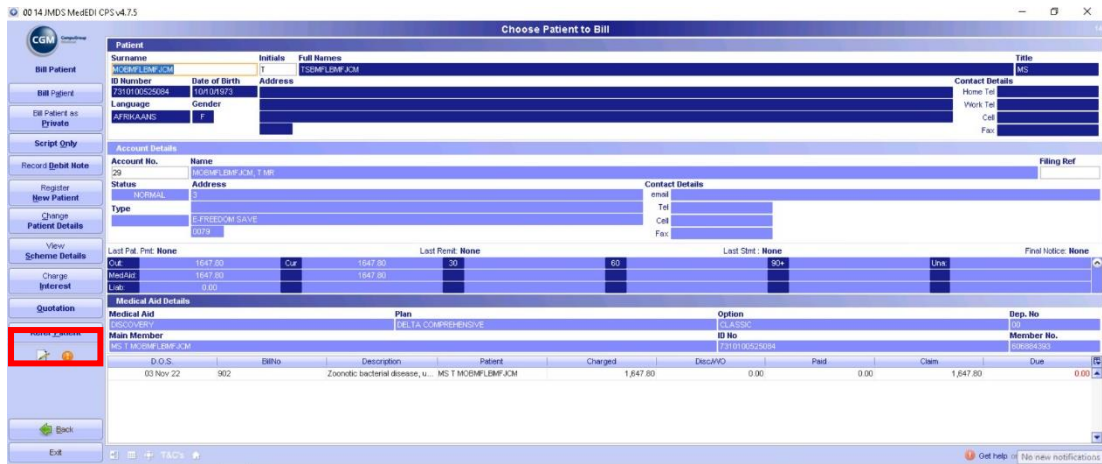 00 14 JMDS MedEDI CPS v4.7.5
Choose Patient to Bill
CGM CompuGroup
Bill Patient
Bill Patient
Bill Patient as
Private
Script Only
Record Debit Note
Register
New Patient
Change
Patient Details
View
Scheme Details
Charge
Interest
Quotation
Back
Exit
Patient
Surname Initials Full Names Title
MOBMFLBMFJCM T TSBMFLBMFJCM MS
ID Number Date of Birth Address Contact Details
7310100525084 10/10/1973 Home Tel
Language Gender Work Tel
AFRIKAANS F Cell
Fax
Account Details
Account No. Name Filing Ref
29 MOBMFLBMFJCM, T MR
Status Address Contact Details
NORMAL 3 email
Type Tel
E-FREEDOM SAVE Cell
0079 Fax
Last Pat. Pmt: None Last Remit: None Last Stmt : None Final Notice: None
Out: 1647.80 Cur 1647.80 30 60 90+ Una:
MedAid: 1647.80 1647.80
Liab: 0.00
Medical Aid Details
Medical Aid Plan Option Dep. No
DISCOVERY DELTA COMPREHENSIVE CLASSIC 00
Main Member ID No Member No.
MS T MOBMFLBMFJCM 7310100525084 606884393
D.O.S. BillNo Description Patient Charged Disc/WO Paid Claim Due
03 Nov 22 902 Zoonotic bacterial disease, u... MS T MOBMFLBMFJCM 1,647.80 0.00 0.00 1,647.80 0.00
T&C's
Get help or
No new notifications